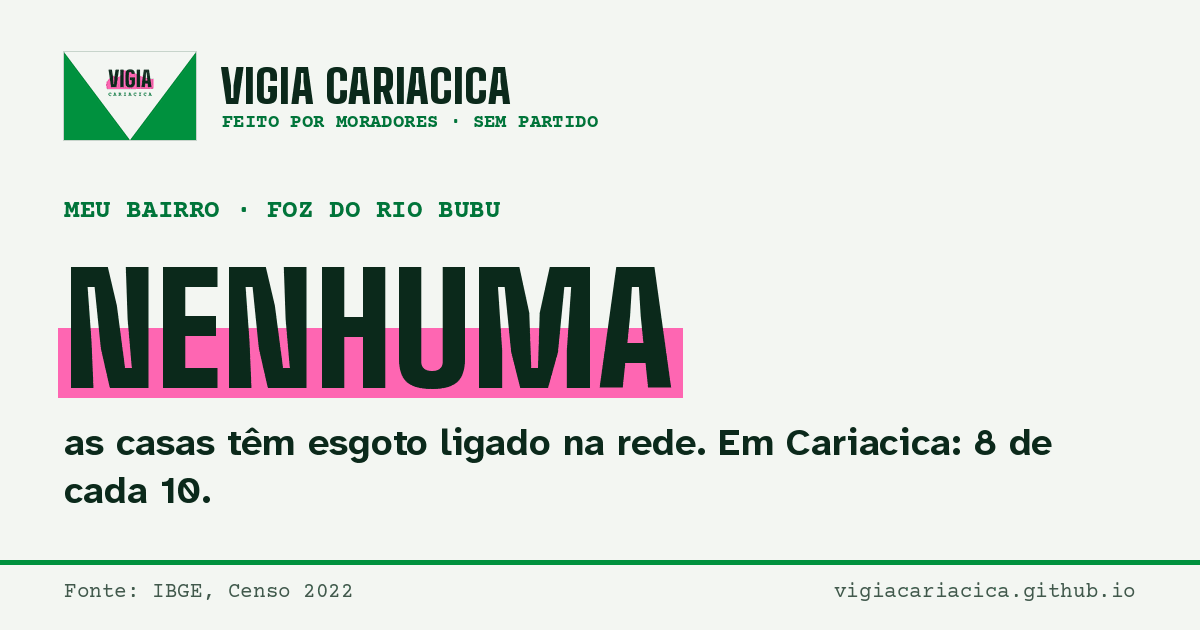 VIGIA
CARIACICA
VIGIA CARIACICA
FEITO POR MORADORES · SEM PARTIDO
MEU BAIRRO · FOZ DO RIO BUBU
NENHUMA
as casas têm esgoto ligado na rede. Em Cariacica: 8 de
cada 10.
Fonte: IBGE, Censo 2022
vigiacariacica.github.io